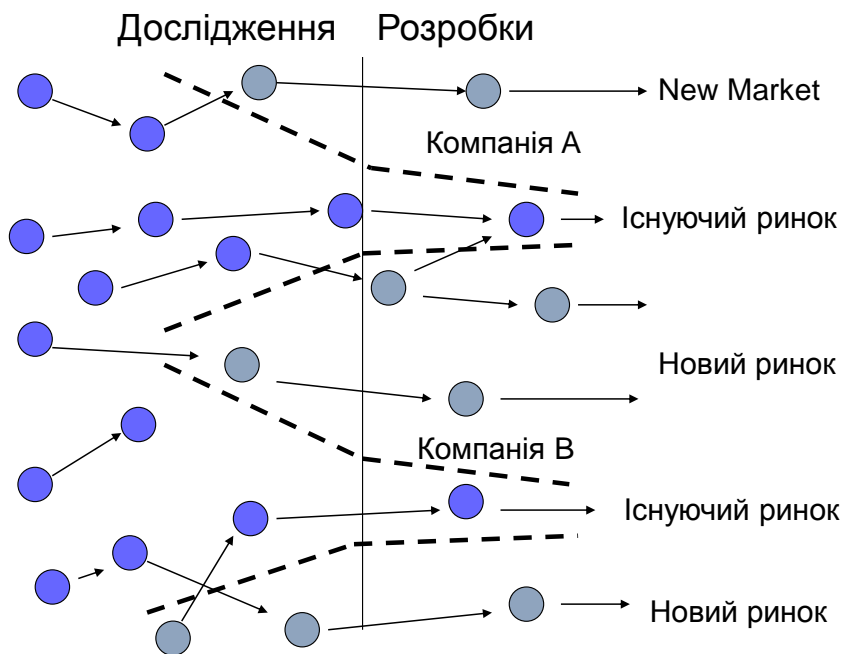 Дослідження Розробки
New Market
Компанія А
Існуючий ринок
Новий ринок
Компанія В
Існуючий ринок
Новий ринок